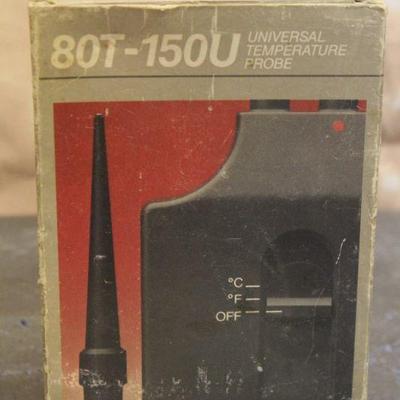 80T-150U
UNIVERSAL
TEMPERATURE
PROBE
°C
°F
OFF